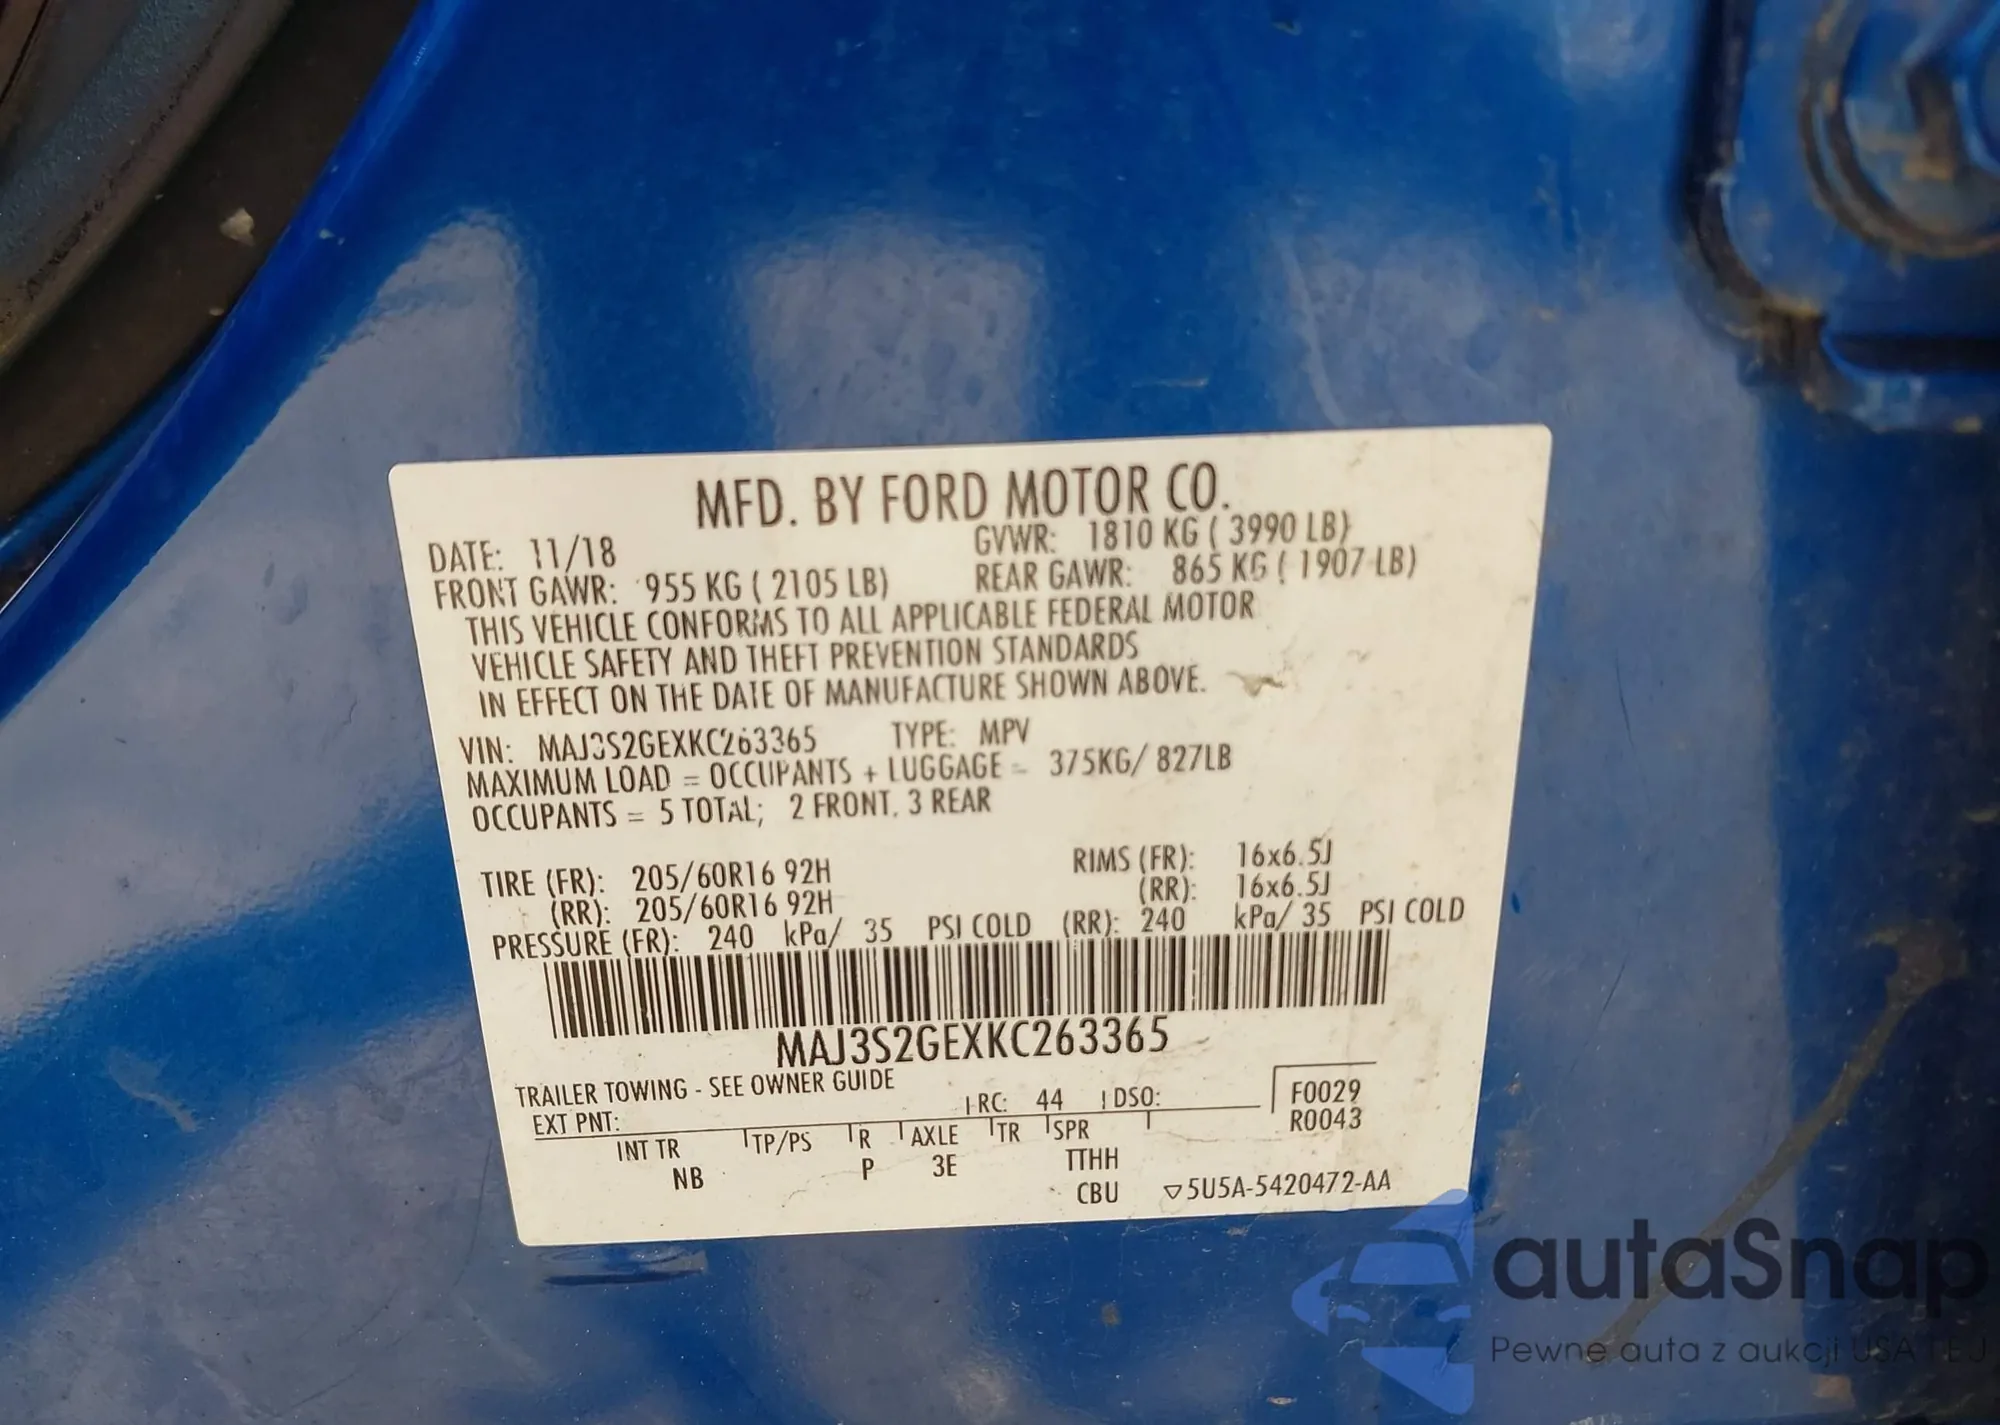 MFD. BY FORD MOTOR CO.
DATE: 11/18 GVWR: 1810 KG ( 3990 LB)
FRONT GAWR: 955 KG ( 2105 LB) REAR GAWR: 865 KG ( 1907 LB)
THIS VEHICLE CONFORMS TO ALL APPLICABLE FEDERAL MOTOR
VEHICLE SAFETY AND THEFT PREVENTION STANDARDS
IN EFFECT ON THE DATE OF MANUFACTURE SHOWN ABOVE.
VIN: MAJ3S2GEXKC263365 TYPE: MPV
MAXIMUM LOAD = OCCUPANTS + LUGGAGE = 375KG/ 827LB
OCCUPANTS = 5 TOTAL; 2 FRONT, 3 REAR
TIRE (FR): 205/60R16 92H RIMS (FR): 16x6.5J
(RR): 205/60R16 92H (RR): 16x6.5J
PRESSURE (FR): 240 kPa/ 35 PSI COLD (RR): 240 kPa/ 35 PSI COLD
MAJ3S2GEXKC263365
TRAILER TOWING - SEE OWNER GUIDE
EXT PNT: RC: 44 DSO: F0029
R0043
INT TR TP/PS R AXLE TR SPR
NB P 3E TTHH
CBU ▽5U5A-5420472-AA
autaSnap
Pewne auta z aukcji USA I EJ